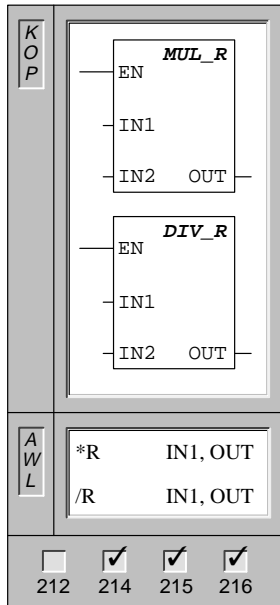 K
O
P
MUL_R
EN
IN1
IN2 OUT
DIV_R
EN
IN1
IN2 OUT
A
W
L
*R IN1, OUT
/R IN1, OUT
212 214 215 216